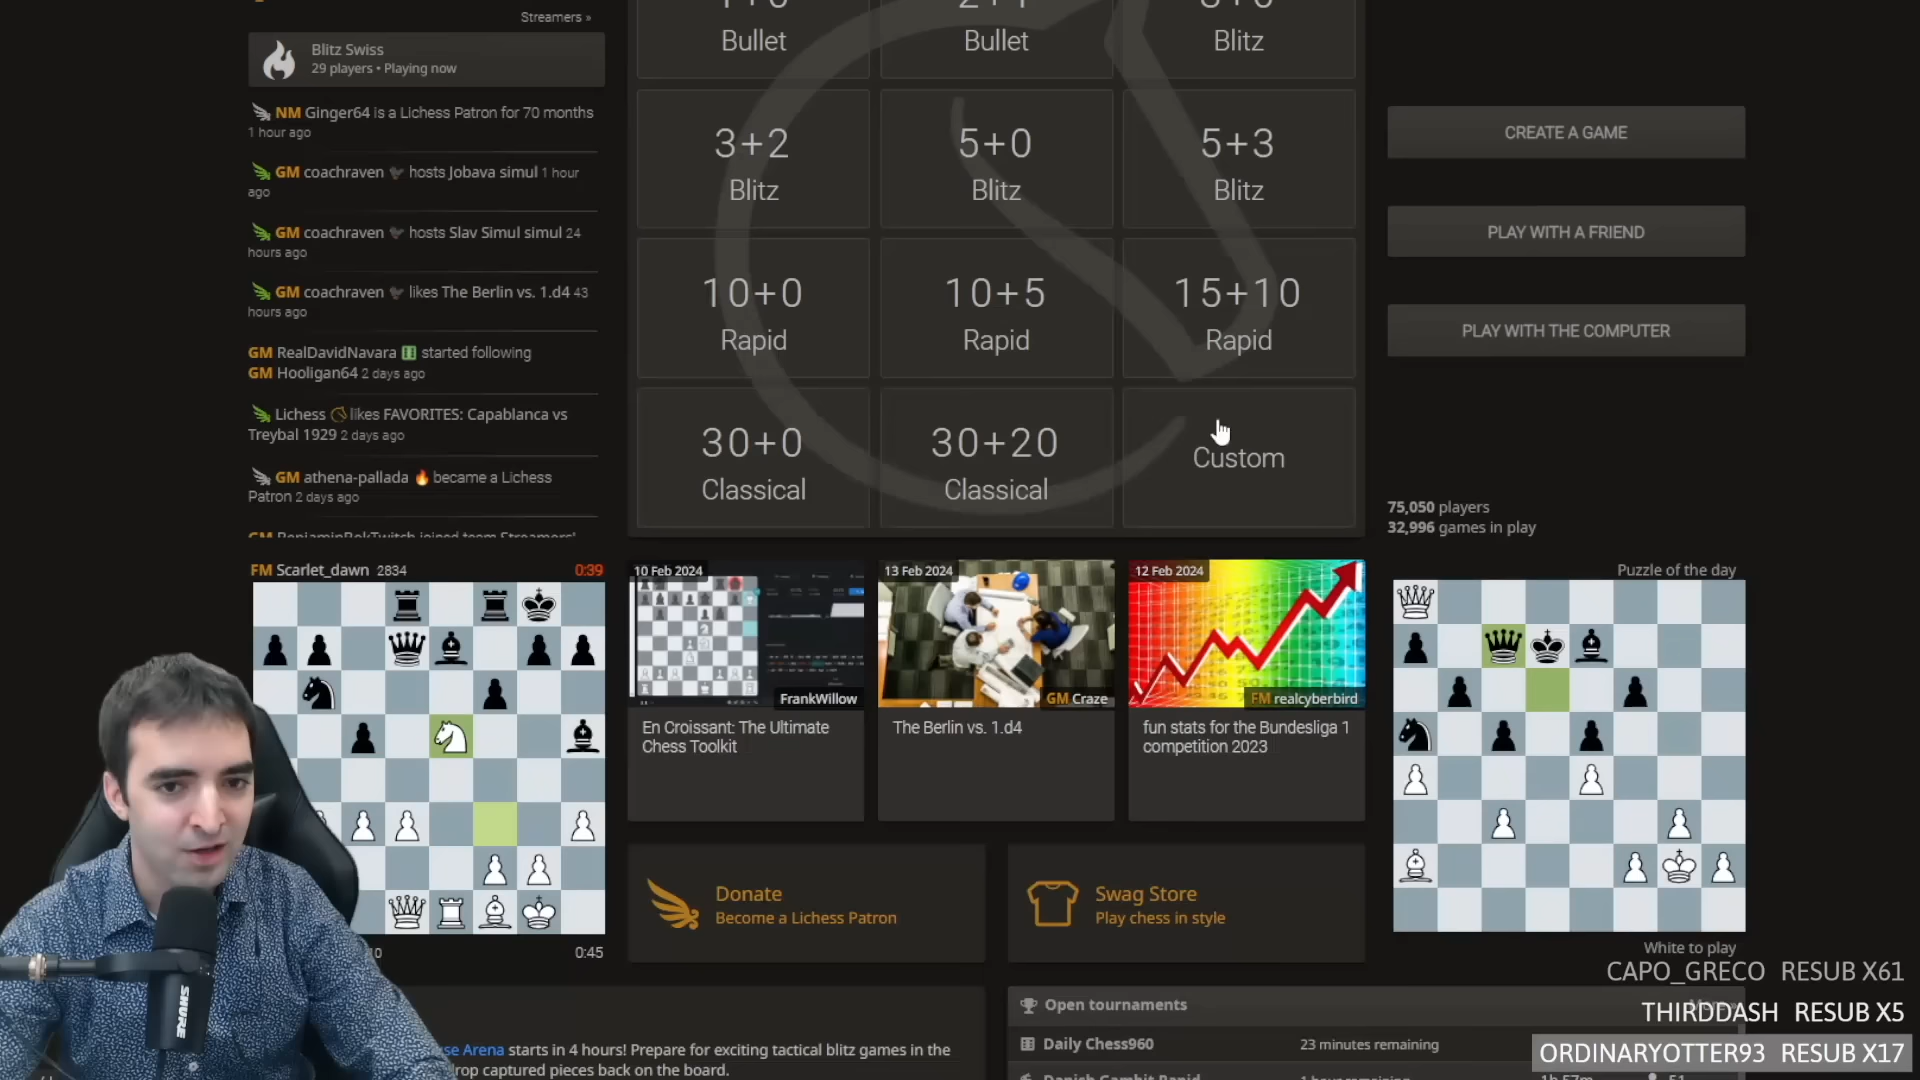 Streamers »
Blitz Swiss
29 players • Playing now
NM Ginger64 is a Lichess Patron for 70 months
1 hour ago
GM coachraven hosts Jobava simul 1 hour
ago
GM coachraven hosts Slav Simul simul 24
hours ago
GM coachraven likes The Berlin vs. 1.d4 43
hours ago
GM RealDavidNavara started following
GM Hooligan64 2 days ago
Lichess likes FAVORITES: Capablanca vs
Treybal 1929 2 days ago
GM athena-pallada became a Lichess
Patron 2 days ago
GM BenjaminBokTwitch joined team Streamers'
Bullet
Bullet
Blitz
3+2
Blitz
5+0
Blitz
5+3
Blitz
10+0
Rapid
10+5
Rapid
15+10
Rapid
30+0
Classical
30+20
Classical
Custom
CREATE A GAME
PLAY WITH A FRIEND
PLAY WITH THE COMPUTER
75,050 players
32,996 games in play
FM Scarlet_dawn 2834
0:39
0:45
10 Feb 2024
FrankWillow
En Croissant: The Ultimate
Chess Toolkit
13 Feb 2024
GM Craze
The Berlin vs. 1.d4
12 Feb 2024
FM realcyberbird
fun stats for the Bundesliga 1
competition 2023
Puzzle of the day
White to play
Donate
Become a Lichess Patron
Swag Store
Play chess in style
Arena starts in 4 hours! Prepare for exciting tactical blitz games in the
captured pieces back on the board.
Open tournaments
Daily Chess960
23 minutes remaining
Danish Gambit Rapid
CAPO_GRECO RESUB X61
THIRDDASH RESUB X5
ORDINARYOTTER93 RESUB X17
SHURE